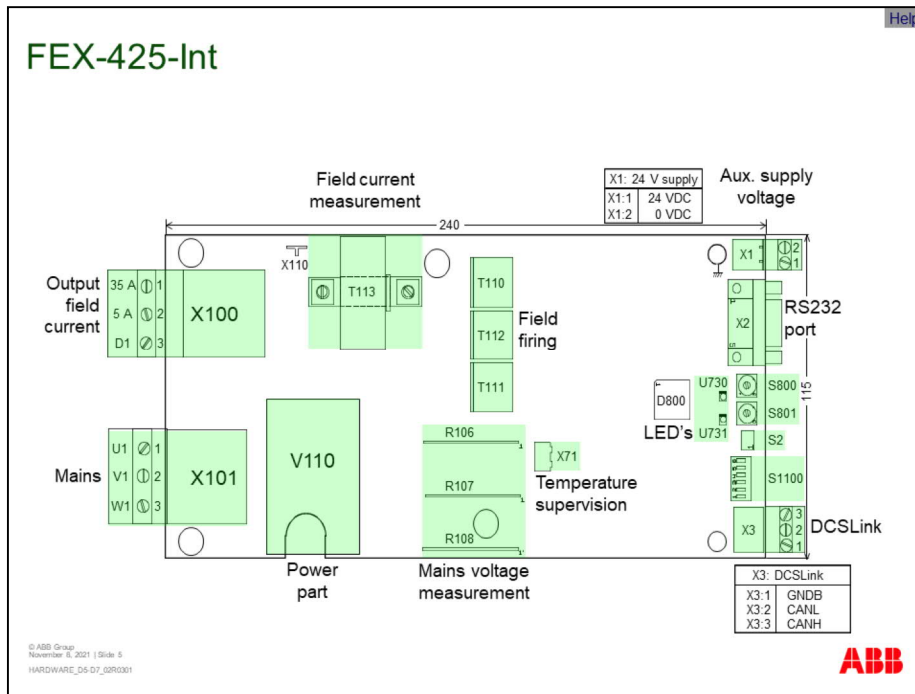 Help
FEX-425-Int
Field current
measurement
X1: 24 V supply
X1:1 24 VDC
X1:2 0 VDC
Aux. supply
voltage
240
X110
T113
T110
T112
T111
Field
firing
Output
field
current
35 A 1
5 A 2
D1 3
X100
X1
2
1
X2
RS232
port
115
U730
U731
D800
LED's
S800
S801
S2
S1100
Mains
U1 1
V1 2
W1 3
X101
V110
Power
part
R106
R107
R108
Mains voltage
measurement
X71
Temperature
supervision
X3
3
2
1
DCSLink
X3: DCSLink
X3:1 GNDB
X3:2 CANL
X3:3 CANH
© ABB Group
November 8, 2021 | Slide 5
HARDWARE_D5-D7_02R0301
ABB